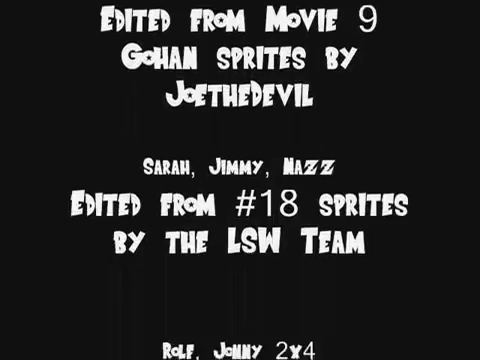 Edited from Movie 9
Gohan sprites by
Joethedevil
Sarah, Jimmy, Nazz
Edited from #18 sprites
by the LSW Team
Rolf, Jonny 2x4